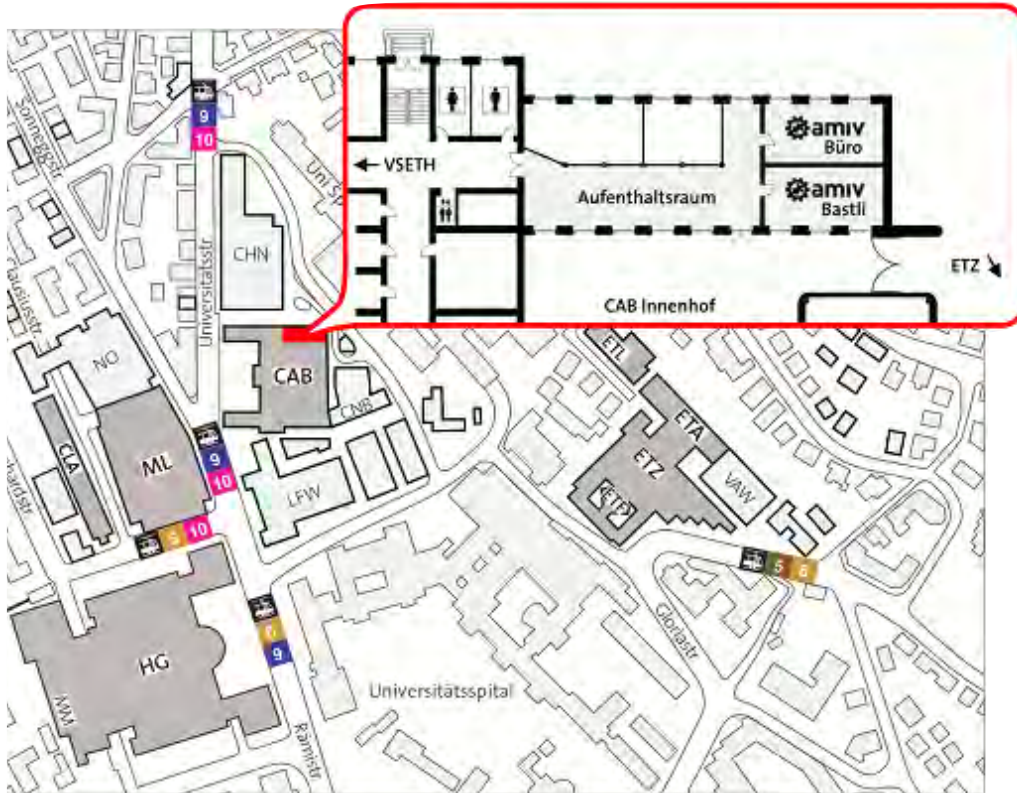 Sonneggstr
9
10
Uni S
Universitätsstr
CHN
NO
CLA
ML
9
10
CAB
CNB
LFW
5
10
HG
MM
6
9
Rämistr
Universitätsspital
Gloriastr
ETL
ETA
ETZ
ETF
VAW
5
6
← VSETH
Aufenthaltsraum
amiv
Büro
amiv
Bastli
ETZ
CAB Innenhof